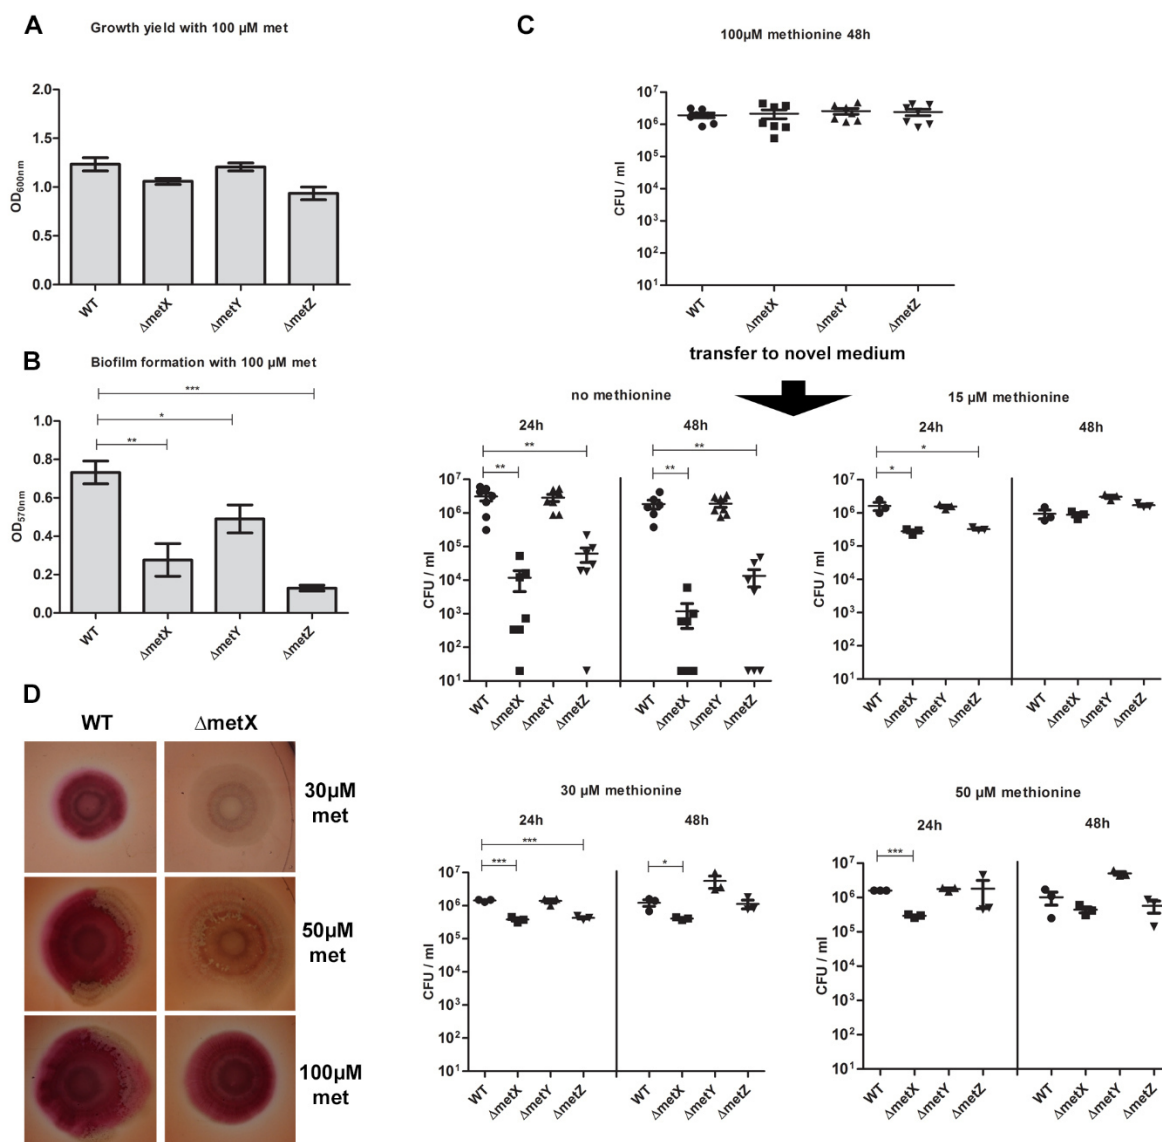 A
Growth yield with 100 µM met
2.0
1.5
1.0
0.5
0.0
OD600nm
WT
ΔmetX
ΔmetY
ΔmetZ
B
Biofilm formation with 100 µM met
***
*
**
1.0
0.8
0.6
0.4
0.2
0.0
OD570nm
WT
ΔmetX
ΔmetY
ΔmetZ
C
100µM methionine 48h
10⁷
10⁶
10⁵
10⁴
10³
10²
10¹
CFU / ml
WT
ΔmetX
ΔmetY
ΔmetZ
transfer to novel medium
no methionine
24h
48h
**
**
**
**
10⁷
10⁶
10⁵
10⁴
10³
10²
10¹
CFU / ml
WT
ΔmetX
ΔmetY
ΔmetZ
WT
ΔmetX
ΔmetY
ΔmetZ
15 µM methionine
24h
48h
*
*
10⁷
10⁶
10⁵
10⁴
10³
10²
10¹
CFU / ml
WT
ΔmetX
ΔmetY
ΔmetZ
WT
ΔmetX
ΔmetY
ΔmetZ
30 µM methionine
24h
48h
***
***
*
10⁷
10⁶
10⁵
10⁴
10³
10²
10¹
CFU / ml
WT
ΔmetX
ΔmetY
ΔmetZ
WT
ΔmetX
ΔmetY
ΔmetZ
50 µM methionine
24h
48h
***
10⁷
10⁶
10⁵
10⁴
10³
10²
10¹
CFU / ml
WT
ΔmetX
ΔmetY
ΔmetZ
WT
ΔmetX
ΔmetY
ΔmetZ
D
WT
ΔmetX
30µM
met
50µM
met
100µM
met